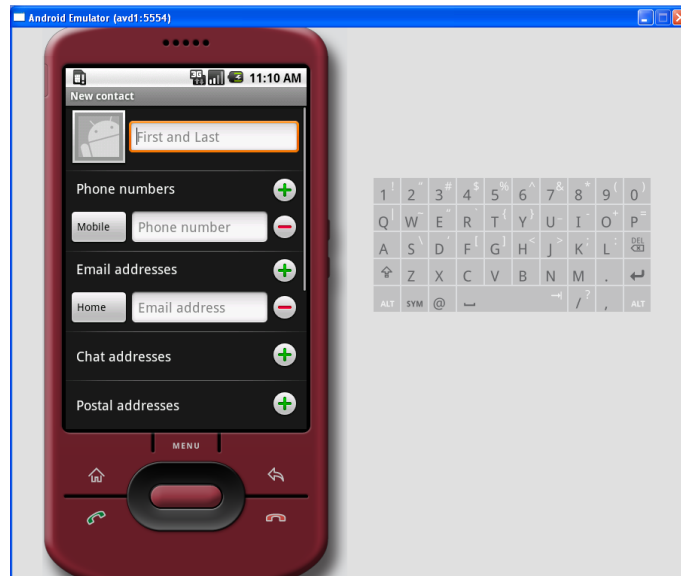 Android Emulator (avd1:5554)
3G
11:10 AM
New contact
First and Last
Phone numbers
Mobile
Phone number
Email addresses
Home
Email address
Chat addresses
Postal addresses
MENU
1 ! 2 " 3 # 4 $ 5 % 6 ^ 7 & 8 * 9 ( 0 )
Q | W ~ E " R ` T { Y } U _ I - O + P =
A S \ D ' F [ G ] H < J > K ; L : DEL
Z X C V B N M .
ALT SYM @ / ? , ALT